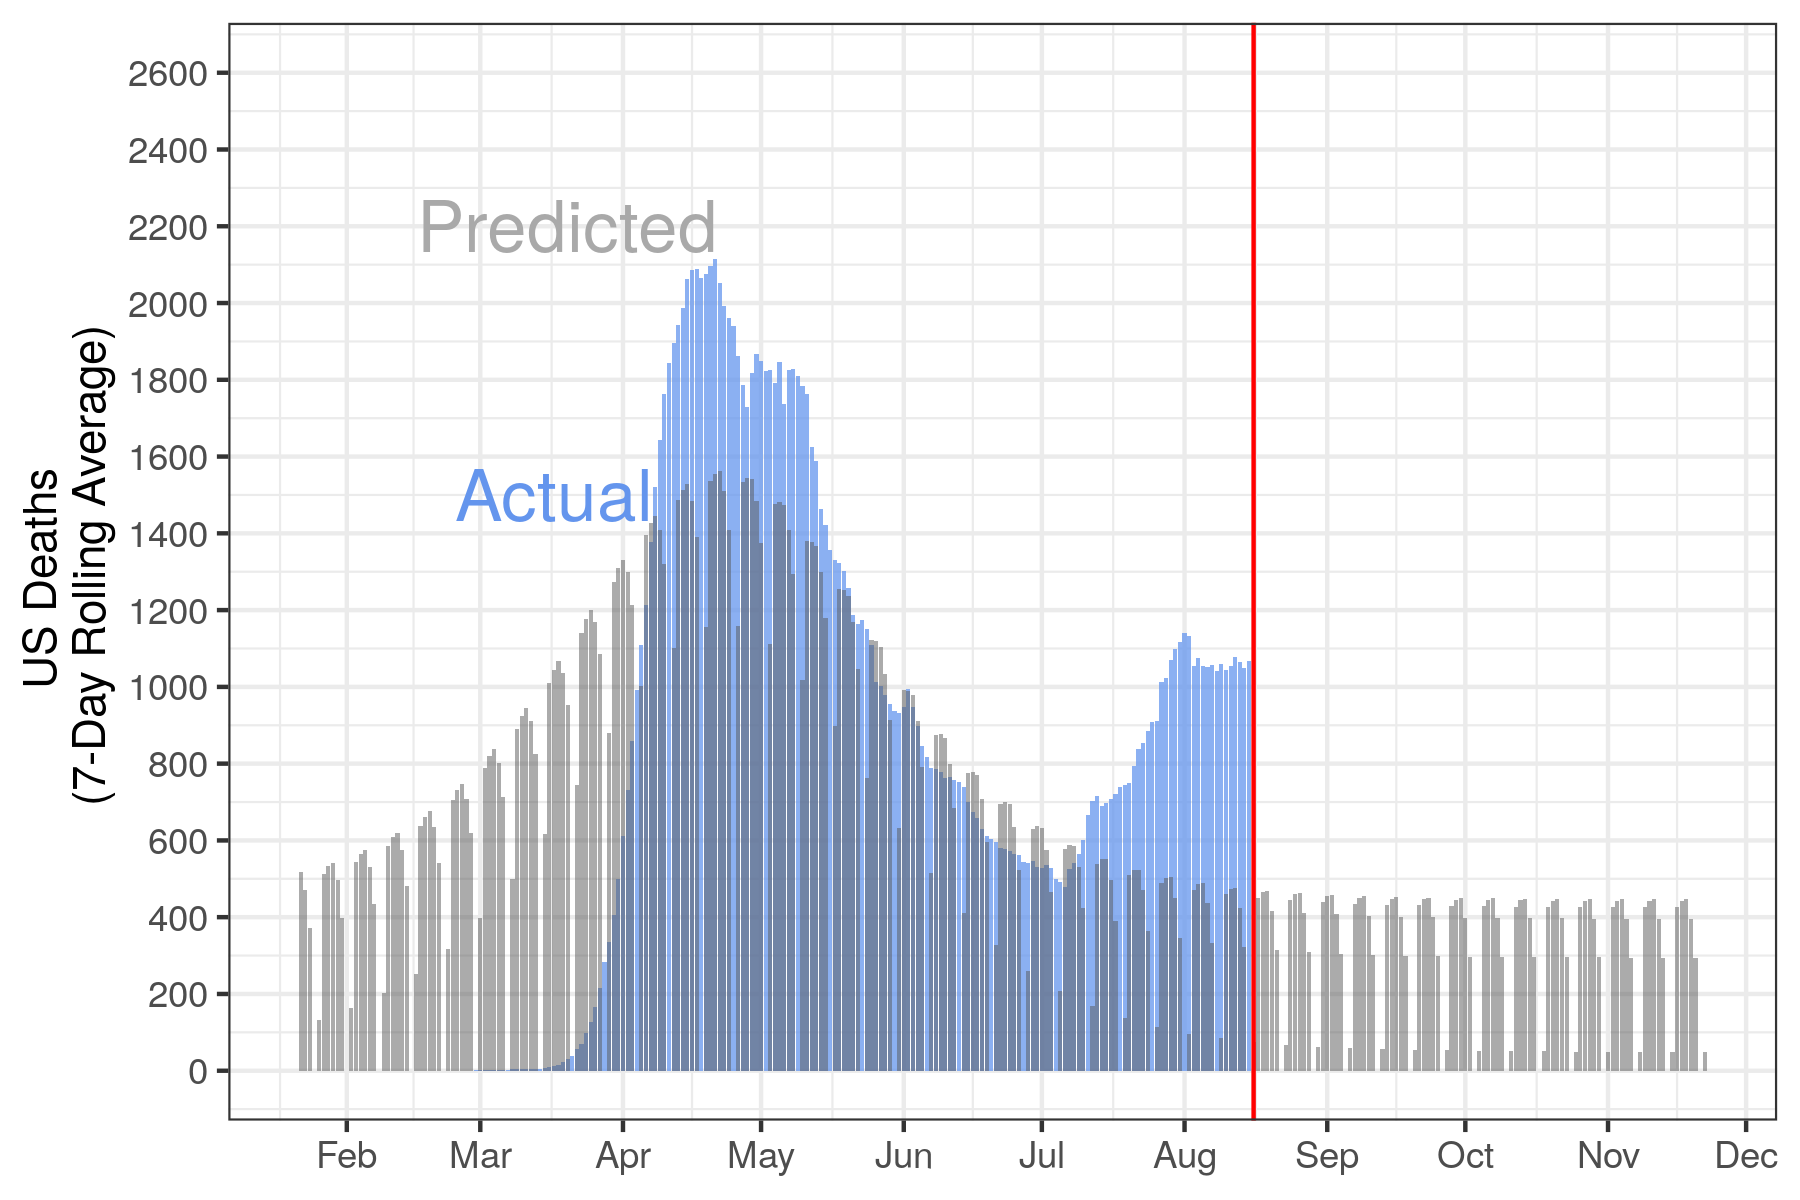 US Deaths
(7-Day Rolling Average)
2600
2400
2200
2000
1800
1600
1400
1200
1000
800
600
400
200
0
Predicted
Actual
Feb Mar Apr May Jun Jul Aug Sep Oct Nov Dec